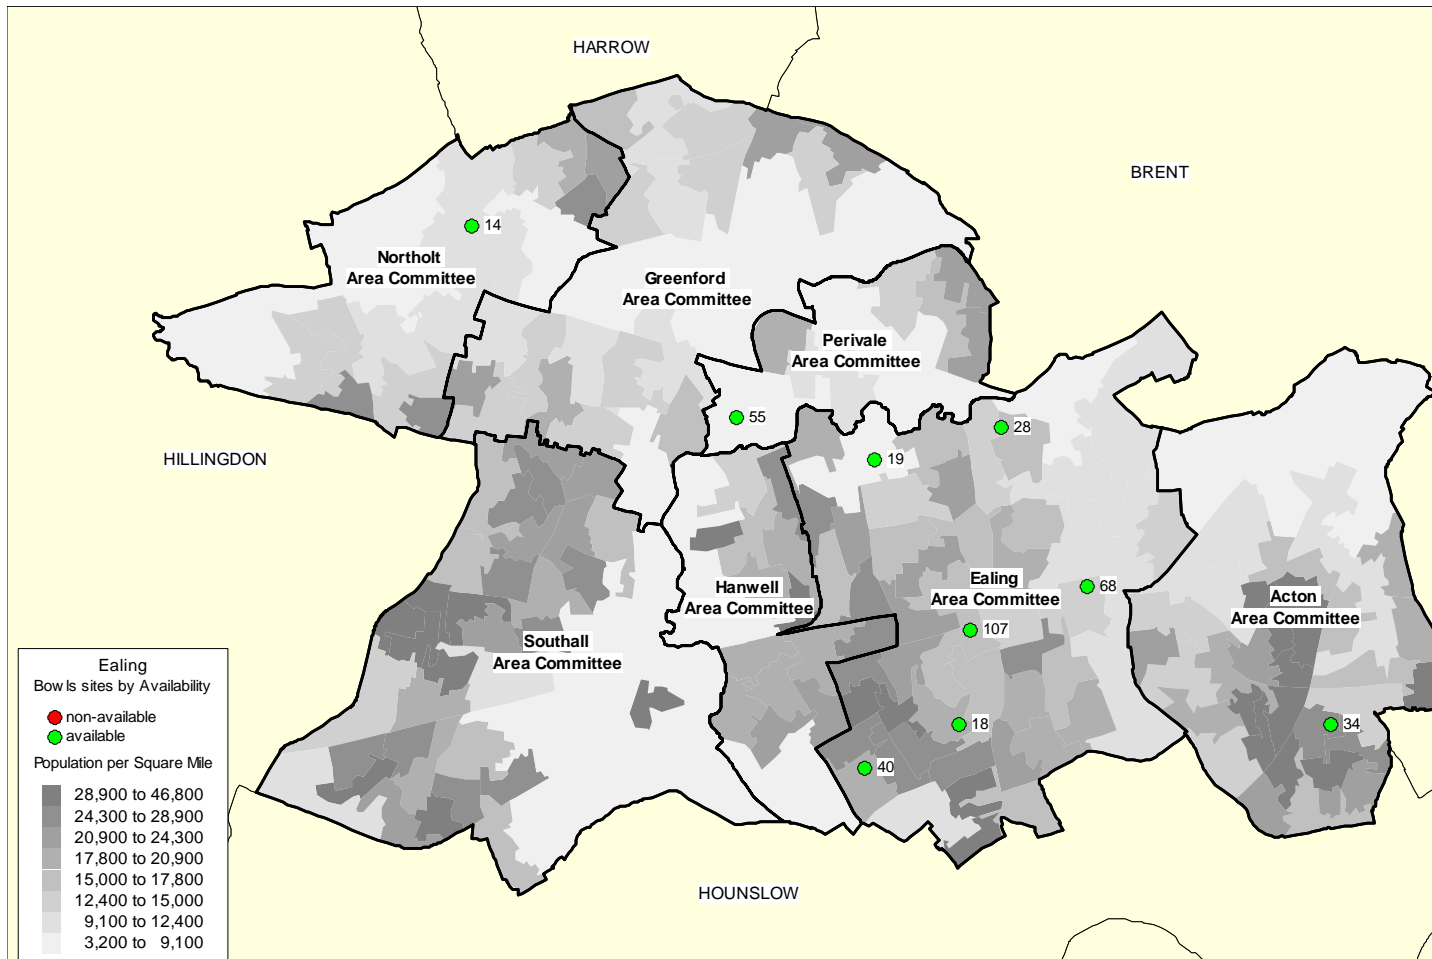 HARROW
BRENT
14
Northolt
Area Committee
Greenford
Area Committee
Perivale
Area Committee
55
28
HILLINGDON
19
Hanwell
Area Committee
Ealing
Area Committee
68
Acton
Area Committee
107
Southall
Area Committee
18
34
40
HOUNSLOW
Ealing
Bowls sites by Availability
non-available
available
Population per Square Mile
28,900 to 46,800
24,300 to 28,900
20,900 to 24,300
17,800 to 20,900
15,000 to 17,800
12,400 to 15,000
9,100 to 12,400
3,200 to 9,100